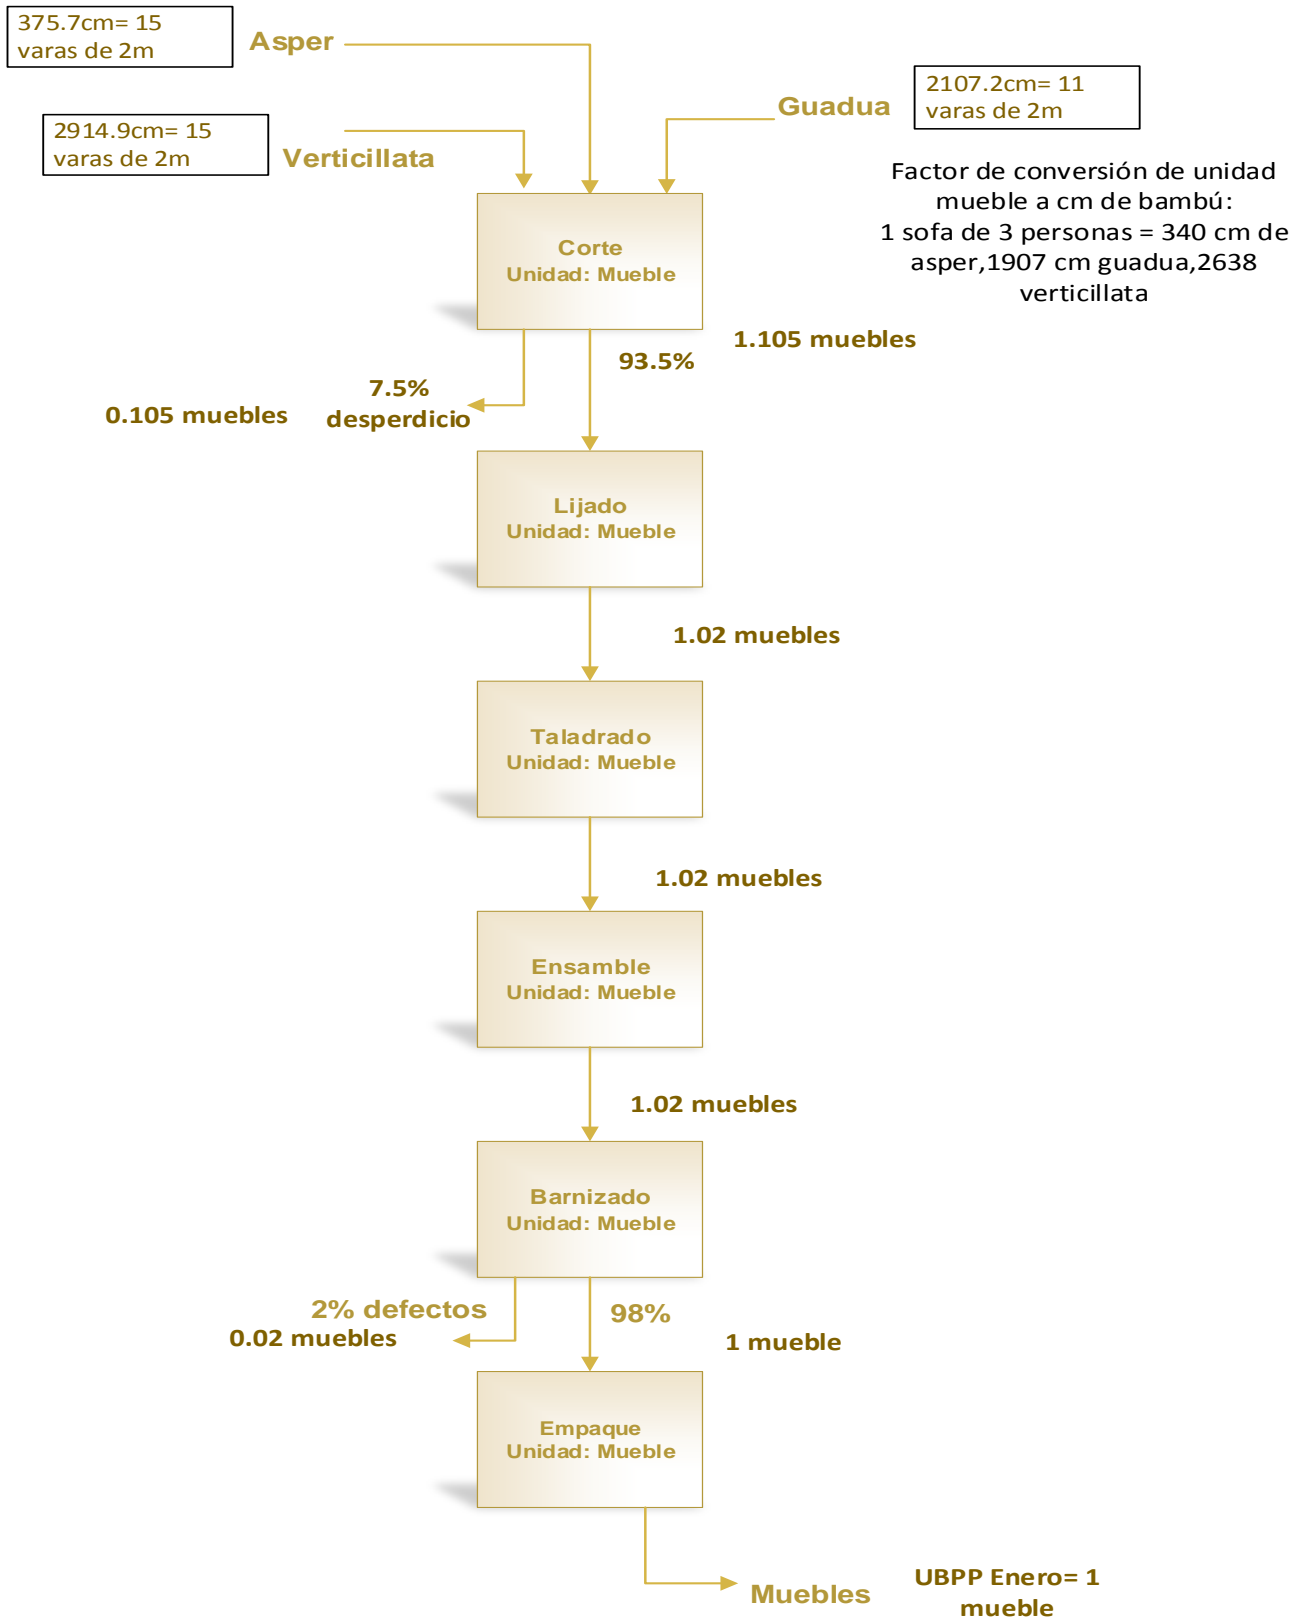 375.7cm= 15
varas de 2m
Asper
2914.9cm= 15
varas de 2m
Verticillata
Guadua
2107.2cm= 11
varas de 2m
Factor de conversión de unidad
mueble a cm de bambú:
1 sofa de 3 personas = 340 cm de
asper,1907 cm guadua,2638
verticillata
Corte
Unidad: Mueble
1.105 muebles
93.5%
7.5%
desperdicio
0.105 muebles
Lijado
Unidad: Mueble
1.02 muebles
Taladrado
Unidad: Mueble
1.02 muebles
Ensamble
Unidad: Mueble
1.02 muebles
Barnizado
Unidad: Mueble
2% defectos
0.02 muebles
98%
1 mueble
Empaque
Unidad: Mueble
Muebles
UBPP Enero= 1
mueble